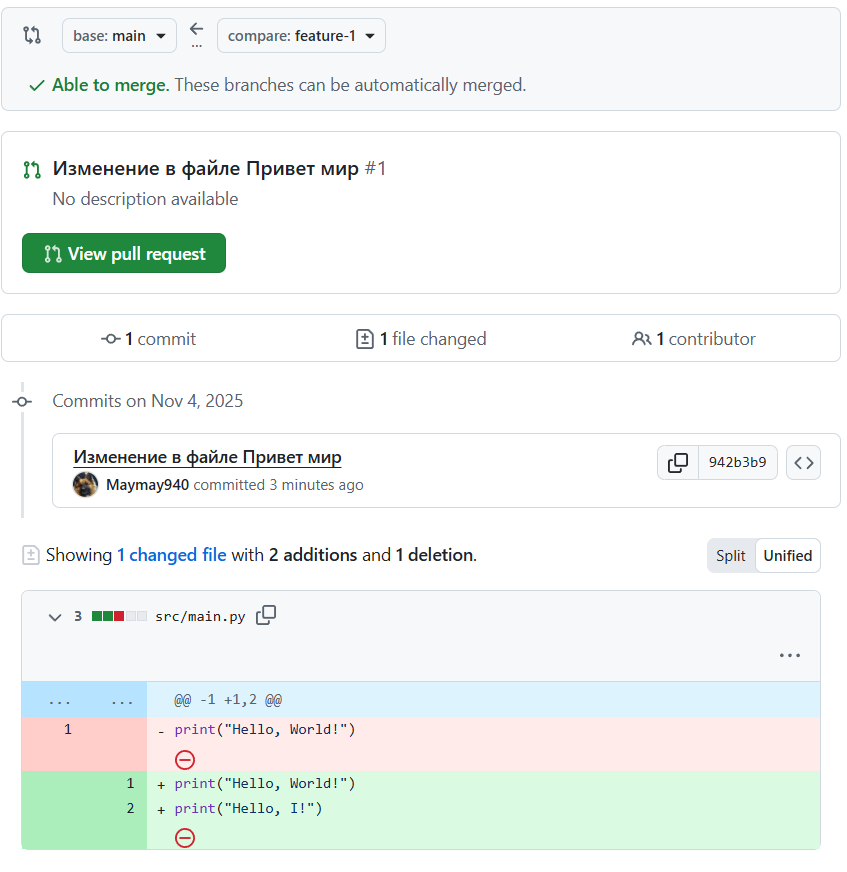 base: main ... compare: feature-1
Able to merge. These branches can be automatically merged.
Изменение в файле Привет мир #1
No description available
View pull request
1 commit 1 file changed 1 contributor
Commits on Nov 4, 2025
Изменение в файле Привет мир
942b3b9
Maymay940 committed 3 minutes ago
Showing 1 changed file with 2 additions and 1 deletion.
Split Unified
3 src/main.py
...
... ... @@ -1 +1,2 @@
1 - print("Hello, World!")
1 + print("Hello, World!")
2 + print("Hello, I!")